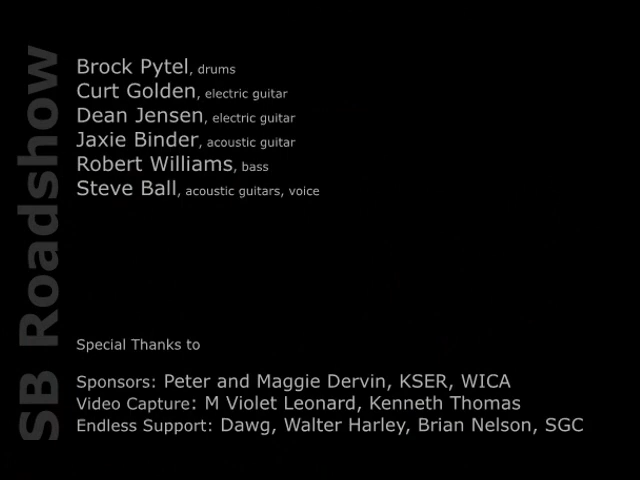 SB Roadshow
Brock Pytel, drums
Curt Golden, electric guitar
Dean Jensen, electric guitar
Jaxie Binder, acoustic guitar
Robert Williams, bass
Steve Ball, acoustic guitars, voice
Special Thanks to
Sponsors: Peter and Maggie Dervin, KSER, WICA
Video Capture: M Violet Leonard, Kenneth Thomas
Endless Support: Dawg, Walter Harley, Brian Nelson, SGC